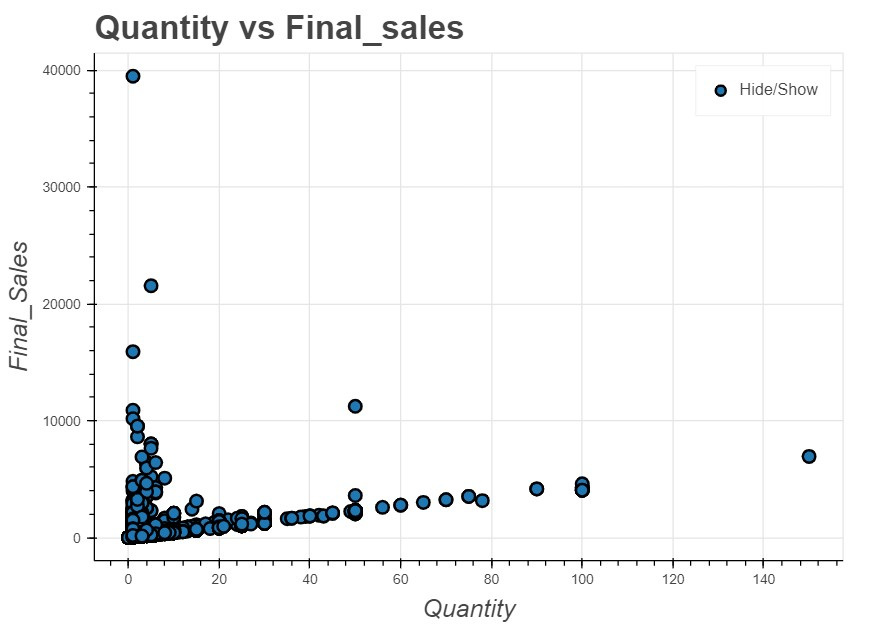 Quantity vs Final_sales
Hide/Show
40000
30000
20000
10000
0
Final_Sales
0 20 40 60 80 100 120 140
Quantity